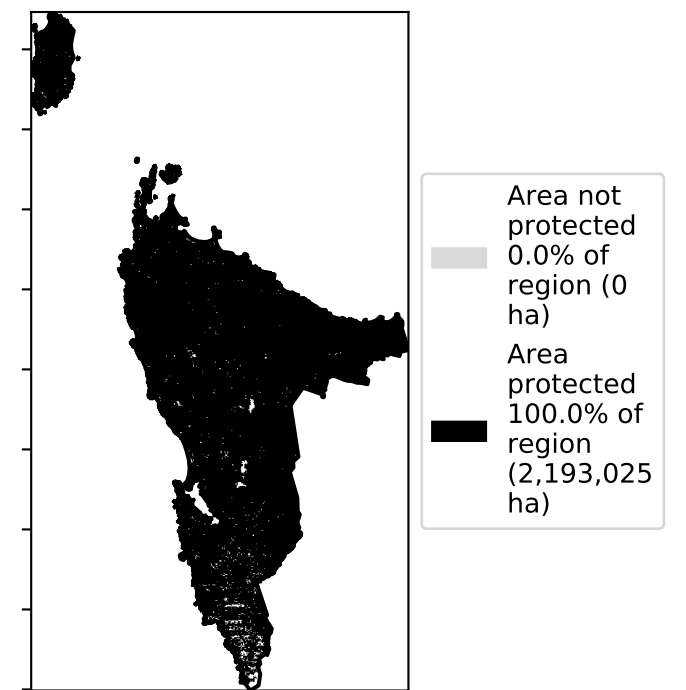 Area not
protected
0.0% of
region (0
ha)
Area
protected
100.0% of
region
(2,193,025
ha)